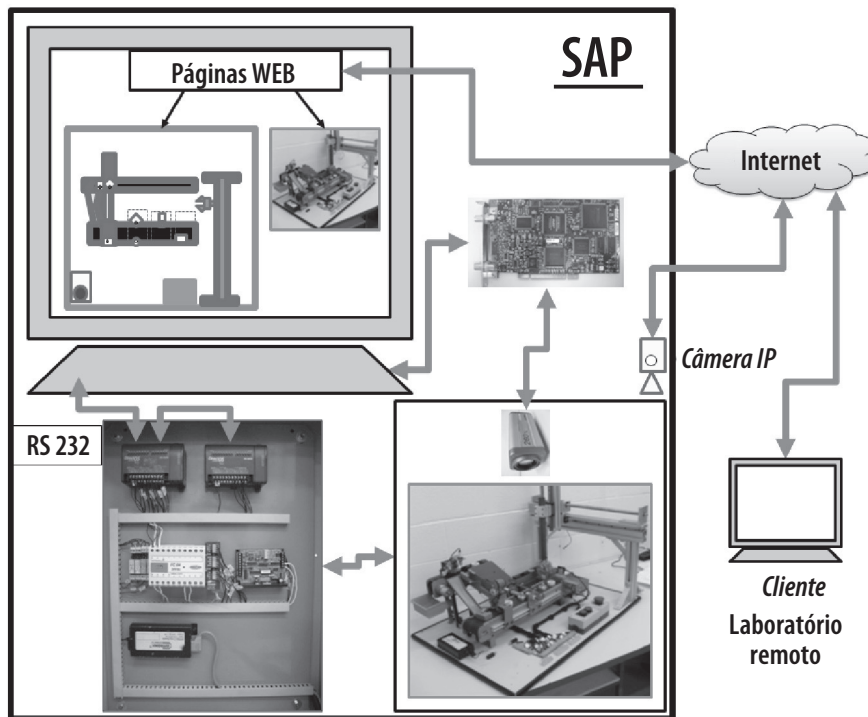 SAP
Páginas WEB
Internet
Câmera IP
RS 232
Cliente
Laboratório
remoto